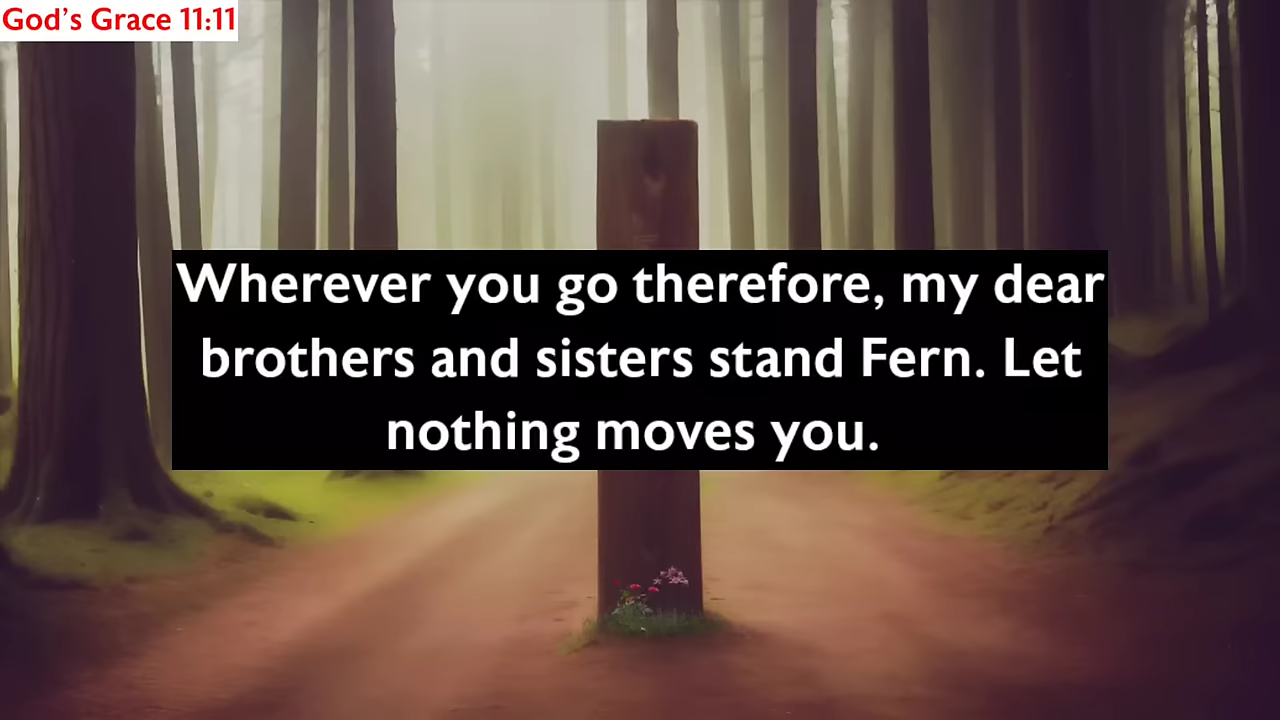 God's Grace 11:11
Wherever you go therefore, my dear
brothers and sisters stand Fern. Let
nothing moves you.